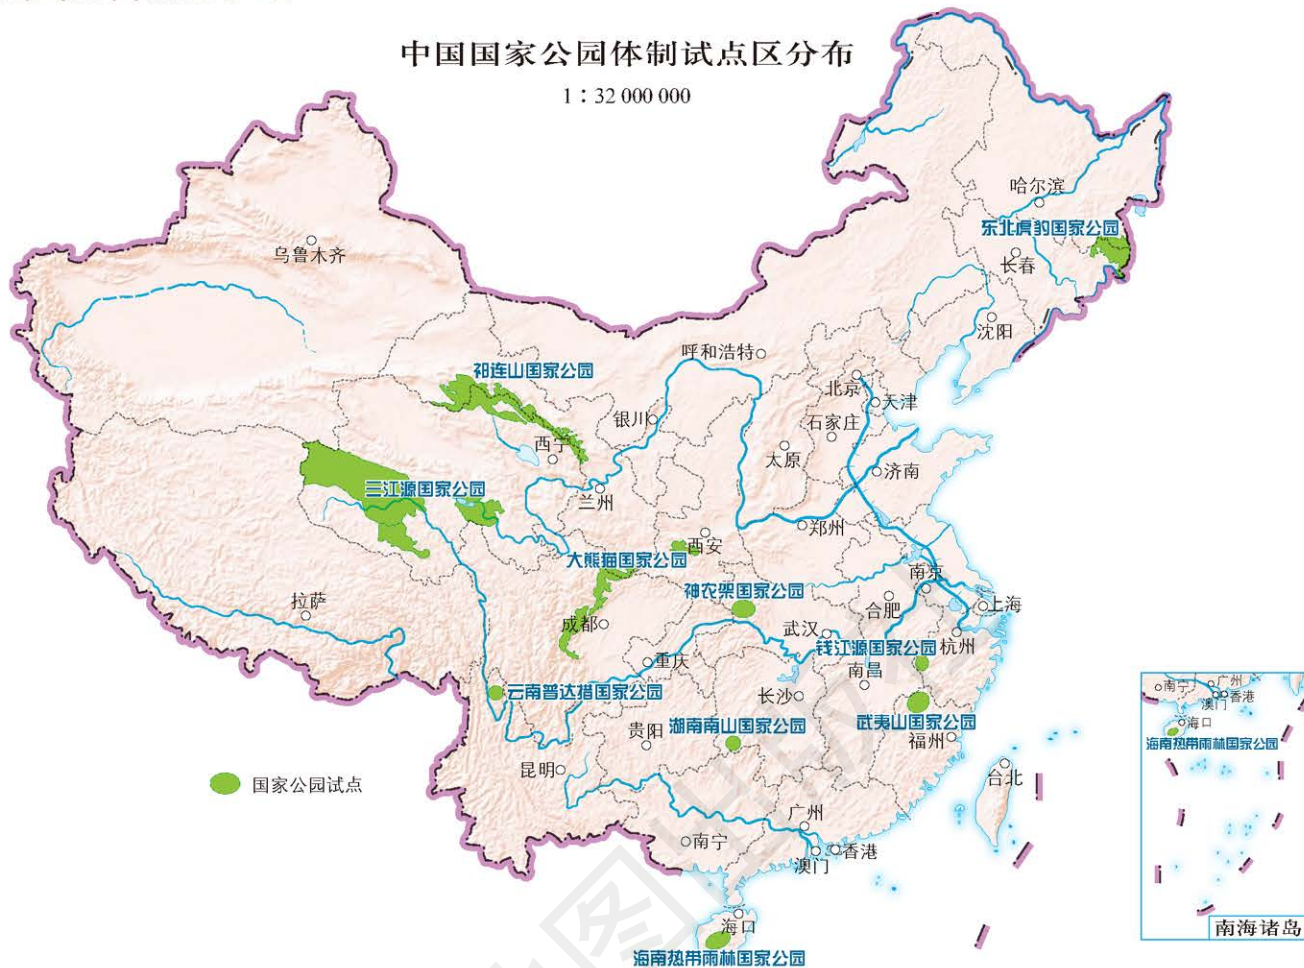 中国国家公园体制试点区分布
1∶32 000 000
哈尔滨
东北虎豹国家公园
长春
乌鲁木齐
沈阳
呼和浩特
北京
天津
祁连山国家公园
银川
石家庄
西宁
太原
济南
三江源国家公园
兰州
郑州
西安
大熊猫国家公园
神农架国家公园
南京
拉萨
合肥
上海
成都
武汉
钱江源国家公园
杭州
重庆
南昌
云南普达措国家公园
长沙
湖南南山国家公园
武夷山国家公园
贵阳
福州
昆明
台北
国家公园试点
广州
南宁
香港
澳门
海口
海南热带雨林国家公园
南宁
广州
香港
澳门
海口
海南热带雨林国家公园
南海诸岛